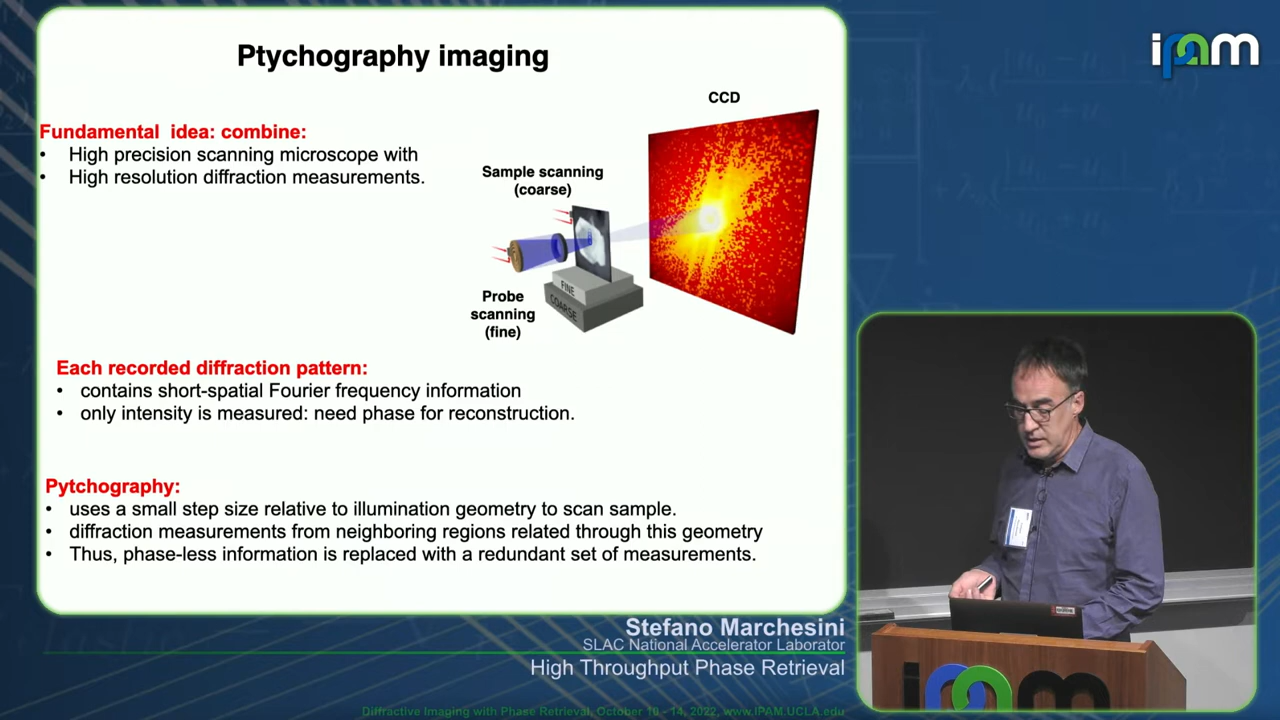 Ptychography imaging
ipam
CCD
Fundamental idea: combine:
• High precision scanning microscope with
• High resolution diffraction measurements.
Sample scanning
(coarse)
FINE
COARSE
Probe
scanning
(fine)
Each recorded diffraction pattern:
• contains short-spatial Fourier frequency information
• only intensity is measured: need phase for reconstruction.
Pytchography:
• uses a small step size relative to illumination geometry to scan sample.
• diffraction measurements from neighboring regions related through this geometry
• Thus, phase-less information is replaced with a redundant set of measurements.
Stefano Marchesini
SLAC National Accelerator Laborator
High Throughput Phase Retrieval
ipam
Diffractive Imaging with Phase Retrieval, October 10 - 14, 2022, www.IPAM.UCLA.edu